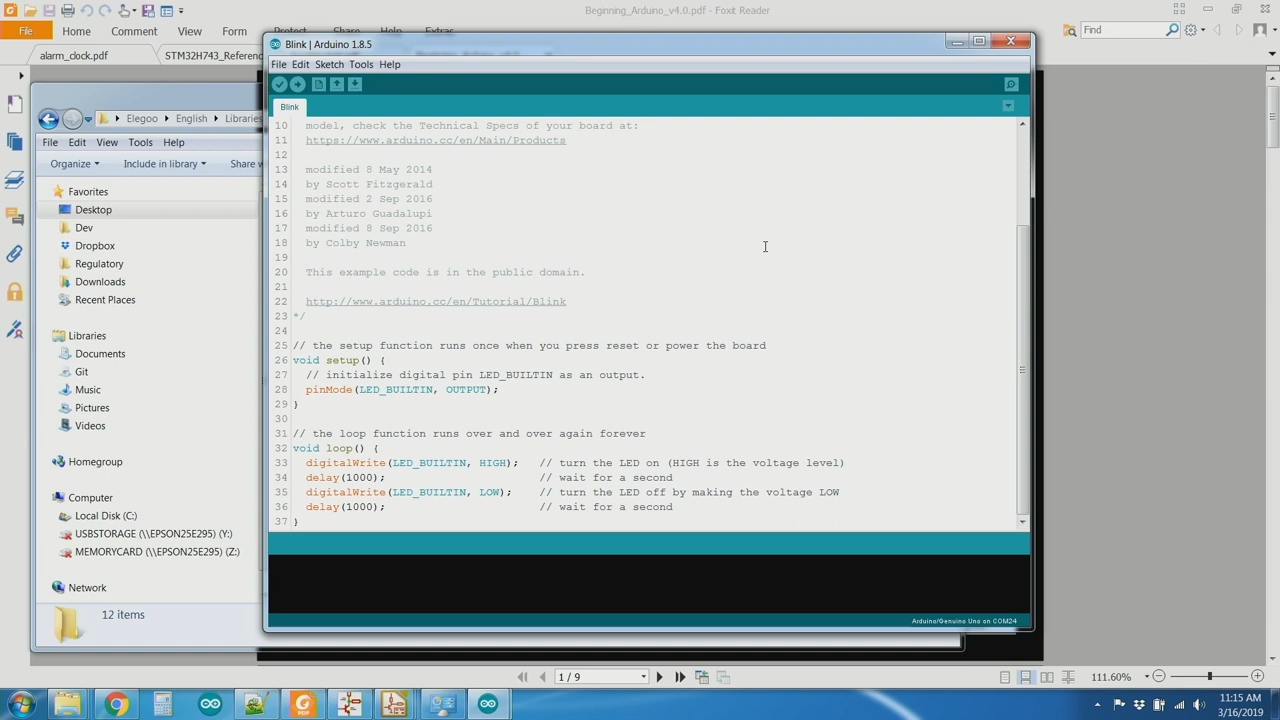 Beginning_Arduino_v4.0.pdf - Foxit Reader
File
Home
Comment
View
Form
Protect
Share
Help
Extras
Find
alarm_clock.pdf
STM32H743_Referenc
Elegoo
English
Libraries
File Edit View Tools Help
Organize
Include in library
Share w
Favorites
Desktop
Dev
Dropbox
Regulatory
Downloads
Recent Places
Libraries
Documents
Git
Music
Pictures
Videos
Homegroup
Computer
Local Disk (C:)
USBSTORAGE (\\EPSON25E295) (Y:)
MEMORYCARD (\\EPSON25E295) (Z:)
Network
12 items
Blink | Arduino 1.8.5
File Edit Sketch Tools Help
Blink
10 model, check the Technical Specs of your board at:
11 https://www.arduino.cc/en/Main/Products
12
13 modified 8 May 2014
14 by Scott Fitzgerald
15 modified 2 Sep 2016
16 by Arturo Guadalupi
17 modified 8 Sep 2016
18 by Colby Newman
19
20 This example code is in the public domain.
21
22 http://www.arduino.cc/en/Tutorial/Blink
23 */
24
25 // the setup function runs once when you press reset or power the board
26 void setup() {
27 // initialize digital pin LED_BUILTIN as an output.
28 pinMode(LED_BUILTIN, OUTPUT);
29 }
30
31 // the loop function runs over and over again forever
32 void loop() {
33 digitalWrite(LED_BUILTIN, HIGH); // turn the LED on (HIGH is the voltage level)
34 delay(1000); // wait for a second
35 digitalWrite(LED_BUILTIN, LOW); // turn the LED off by making the voltage LOW
36 delay(1000); // wait for a second
37 }
Arduino/Genuino Uno on COM24
1 / 9
111.60%
11:15 AM
3/16/2019